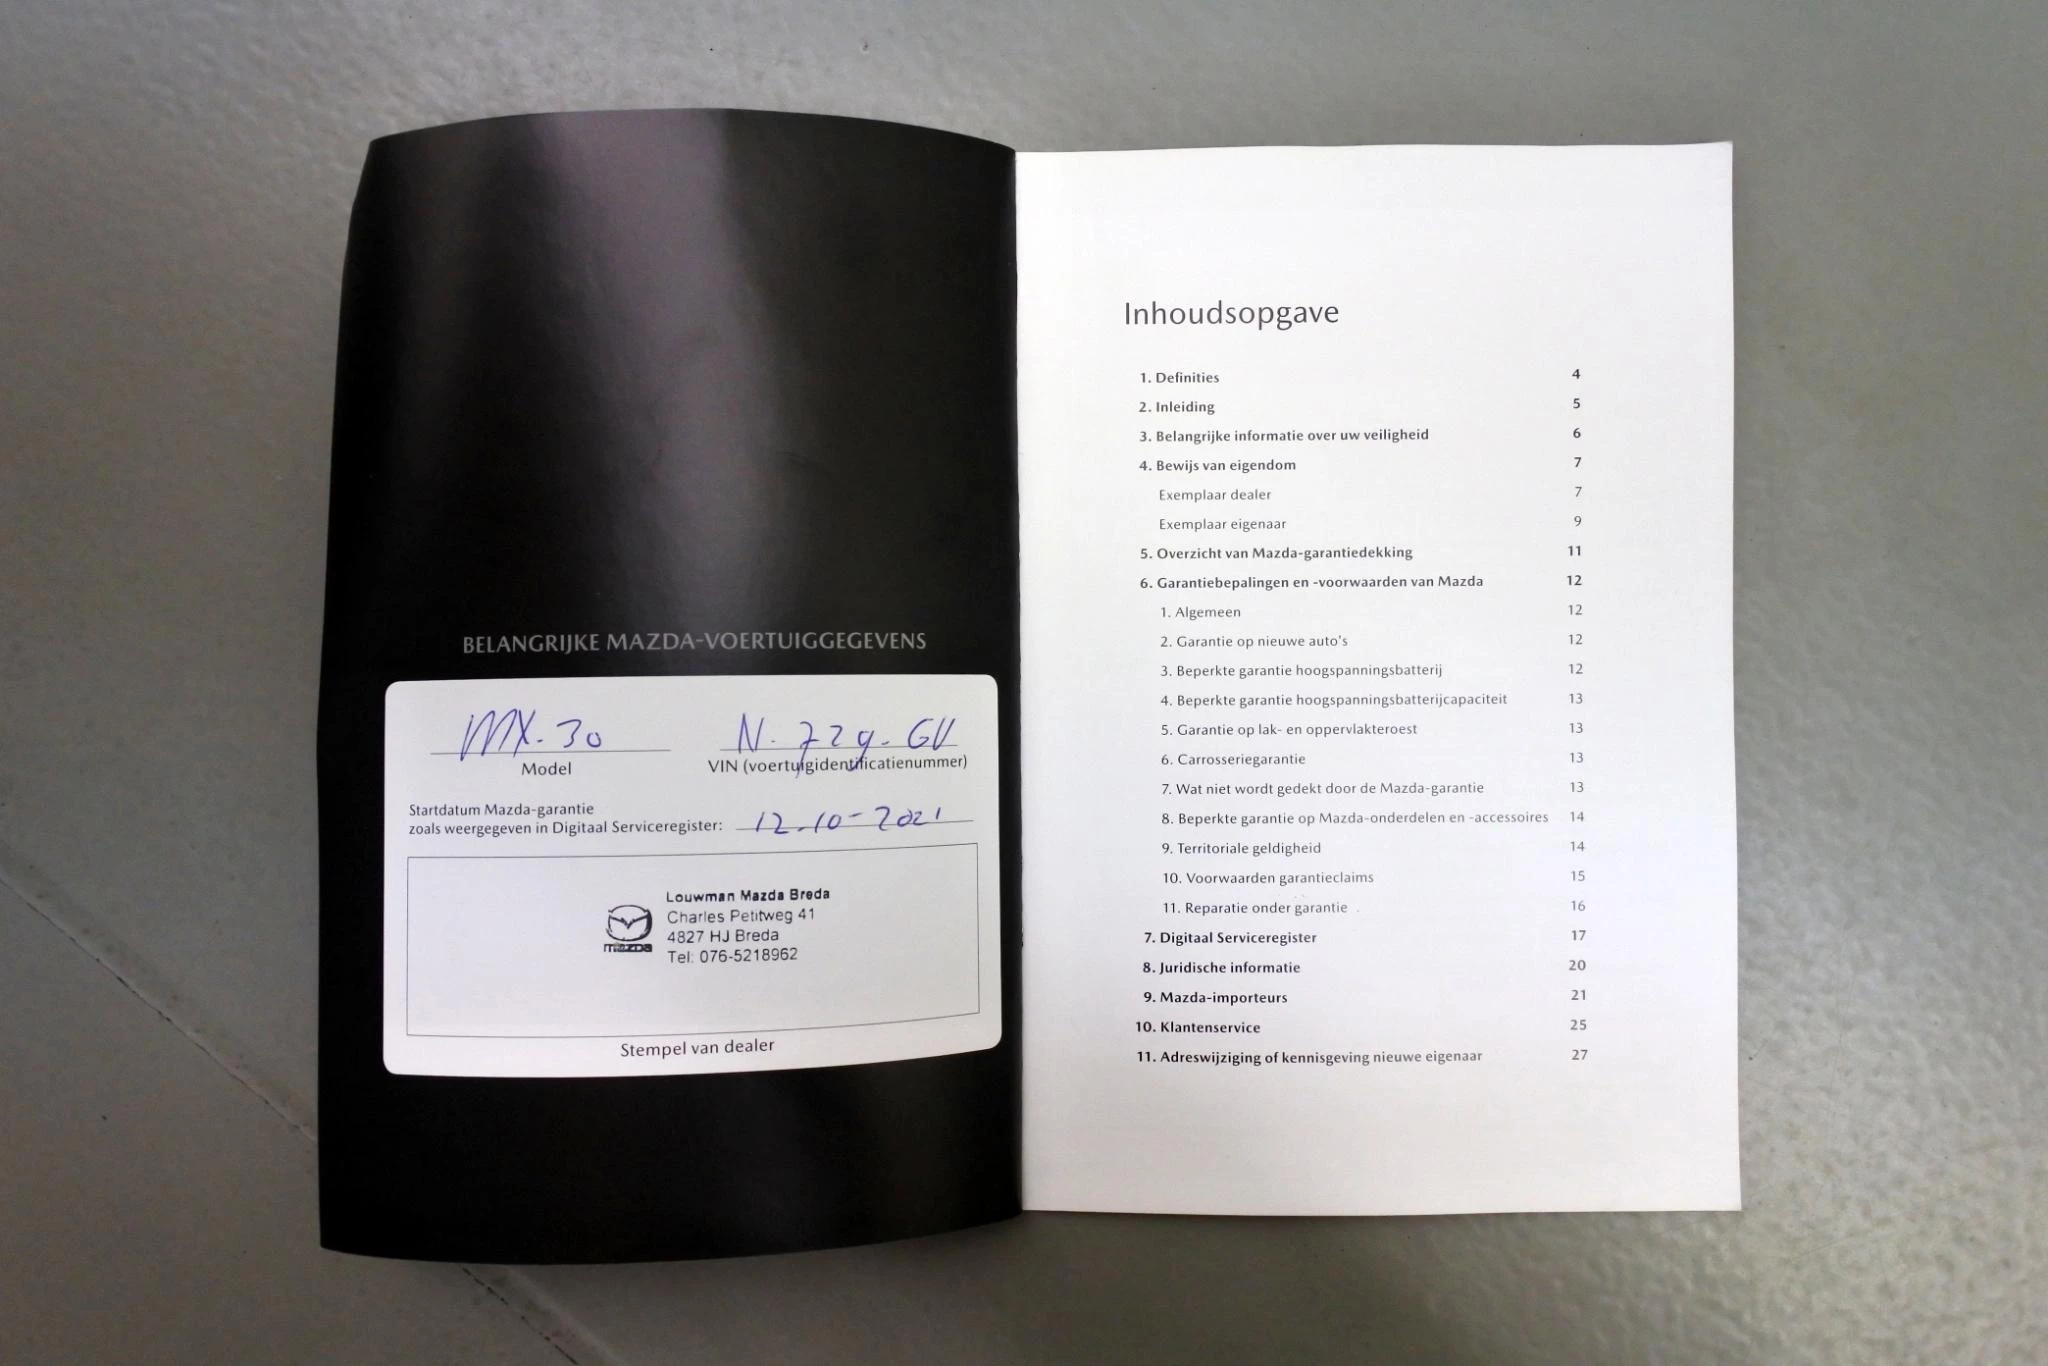 BELANGRIJKE MAZDA-VOERTUIGGEGEVENS
MX-30
N.729.GV
Model
VIN (voertuigidentificatienummer)
Startdatum Mazda-garantie
zoals weergegeven in Digitaal Serviceregister: 12-10-2021
Louwman Mazda Breda
Charles Petitweg 41
4827 HJ Breda
Tel: 076-5218962
mazda
Stempel van dealer
Inhoudsopgave
1. Definities 4
2. Inleiding 5
3. Belangrijke informatie over uw veiligheid 6
4. Bewijs van eigendom 7
Exemplaar dealer 7
Exemplaar eigenaar 9
5. Overzicht van Mazda-garantiedekking 11
6. Garantiebepalingen en -voorwaarden van Mazda 12
1. Algemeen 12
2. Garantie op nieuwe auto's 12
3. Beperkte garantie hoogspanningsbatterij 12
4. Beperkte garantie hoogspanningsbatterijcapaciteit 13
5. Garantie op lak- en oppervlakteroest 13
6. Carrosseriegarantie 13
7. Wat niet wordt gedekt door de Mazda-garantie 13
8. Beperkte garantie op Mazda-onderdelen en -accessoires 14
9. Territoriale geldigheid 14
10. Voorwaarden garantieclaims 15
11. Reparatie onder garantie 16
7. Digitaal Serviceregister 17
8. Juridische informatie 20
9. Mazda-importeurs 21
10. Klantenservice 25
11. Adreswijziging of kennisgeving nieuwe eigenaar 27